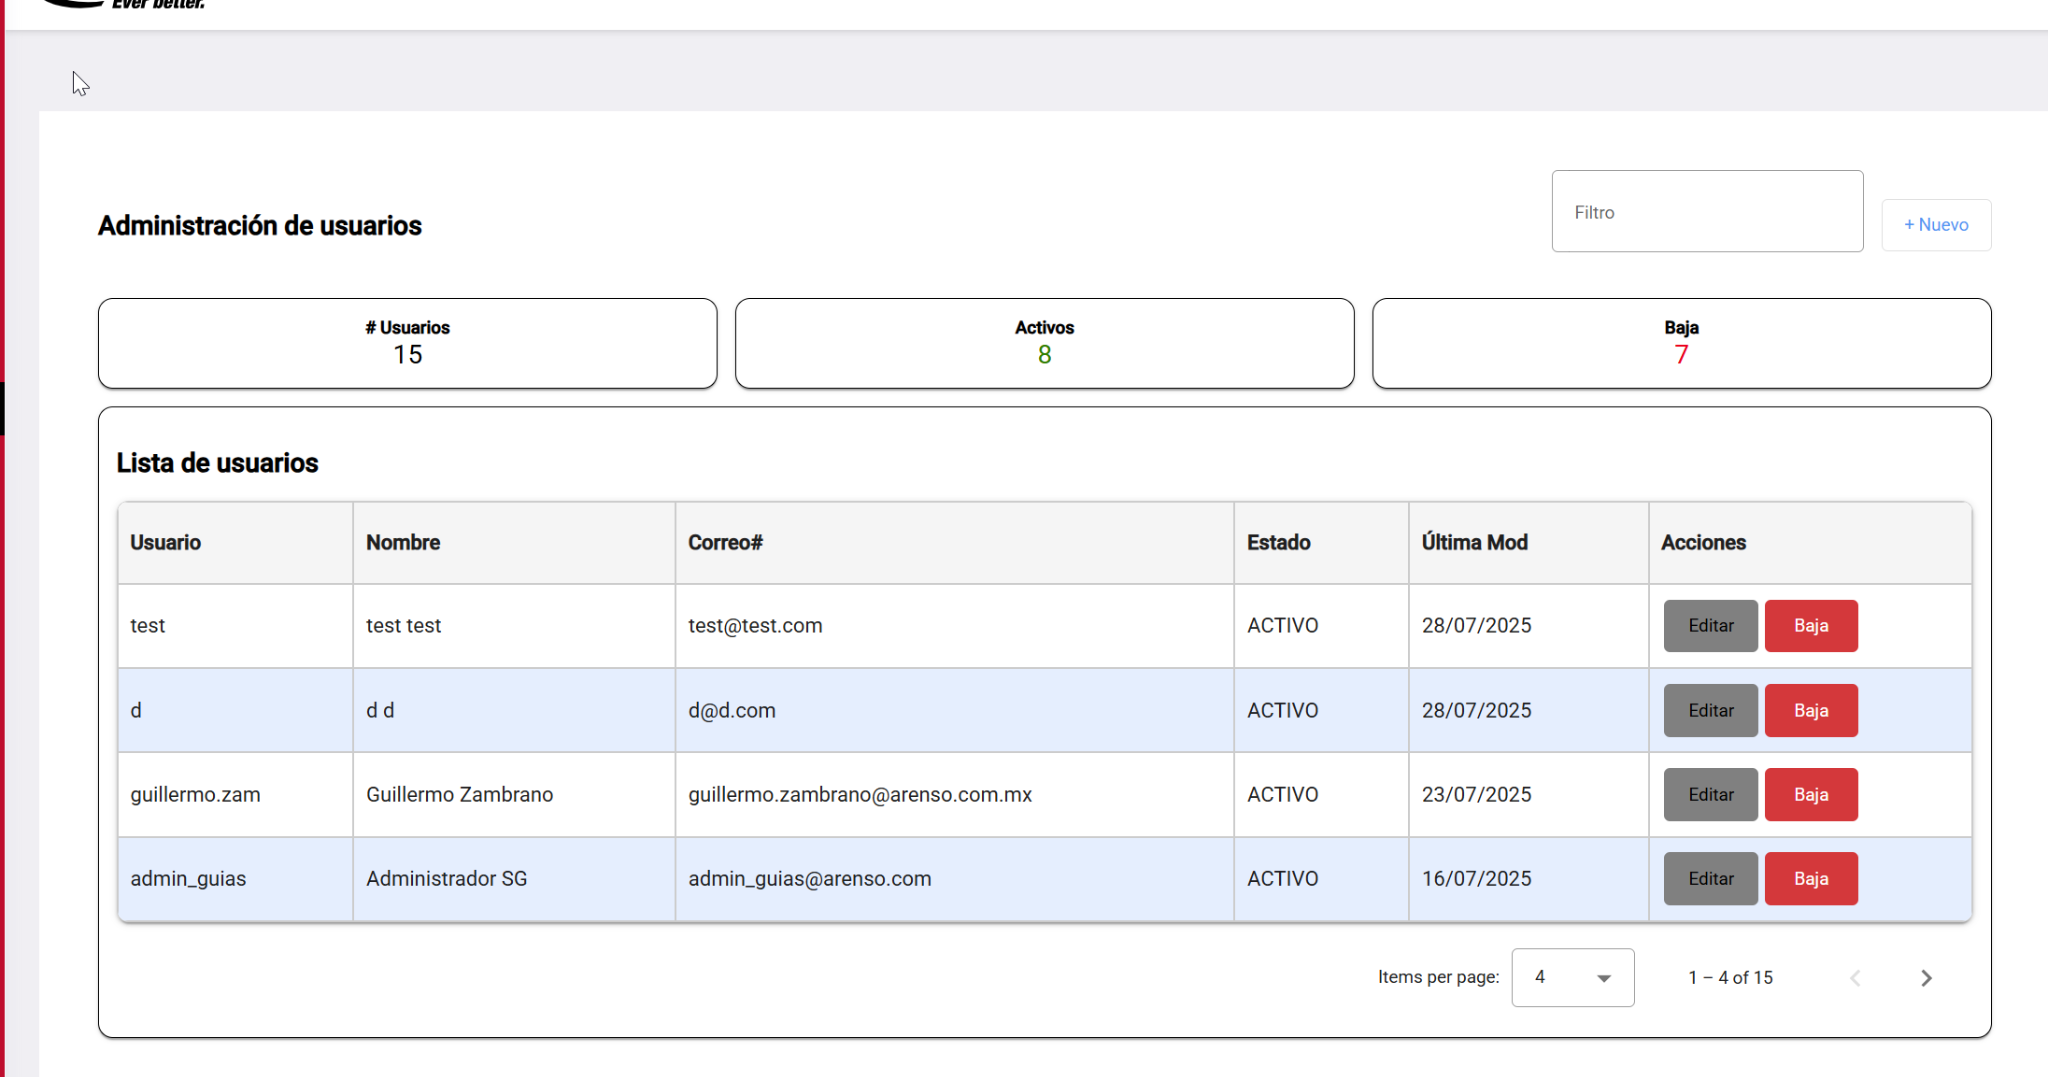 Ever better.
Filtro
Administración de usuarios
+ Nuevo
# Usuarios
15
Activos
8
Baja
7
Lista de usuarios
Usuario Nombre Correo# Estado Última Mod Acciones
test test test test@test.com ACTIVO 28/07/2025 Editar Baja
d d d d@d.com ACTIVO 28/07/2025 Editar Baja
guillermo.zam Guillermo Zambrano guillermo.zambrano@arenso.com.mx ACTIVO 23/07/2025 Editar Baja
admin_guias Administrador SG admin_guias@arenso.com ACTIVO 16/07/2025 Editar Baja
Items per page: 4 1 – 4 of 15